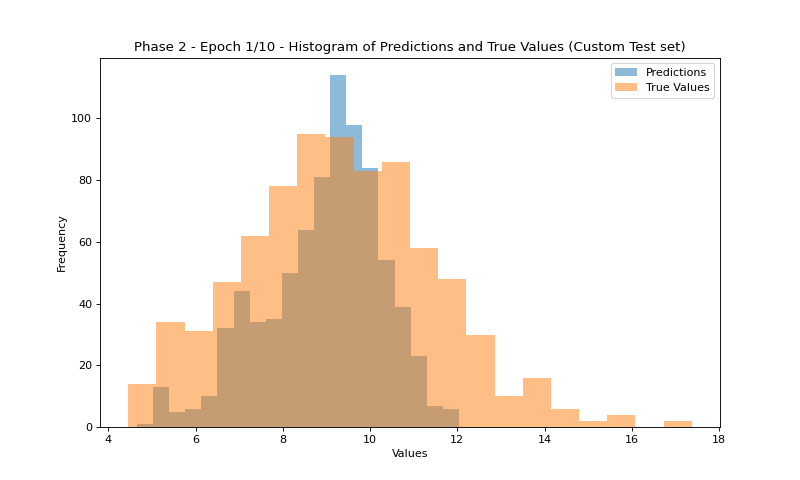 Phase 2 - Epoch 1/10 - Histogram of Predictions and True Values (Custom Test set)
Predictions
True Values
Frequency
100
80
60
40
20
0
4
6
8
10
12
14
16
18
Values